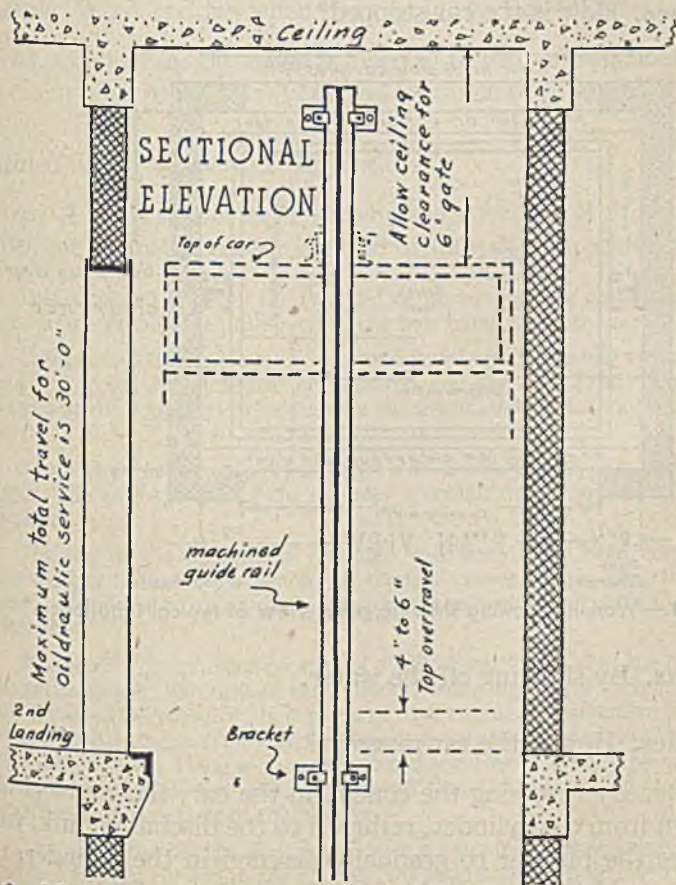 Ceiling
SECTIONAL
ELEVATION
Allow ceiling
clearance for
6' gate
Top of car
Maximum total travel for
Oildraulic service is 30'-0"
machined
guide rail
4" to 6"
Top overtravel
2nd
landing
Bracket